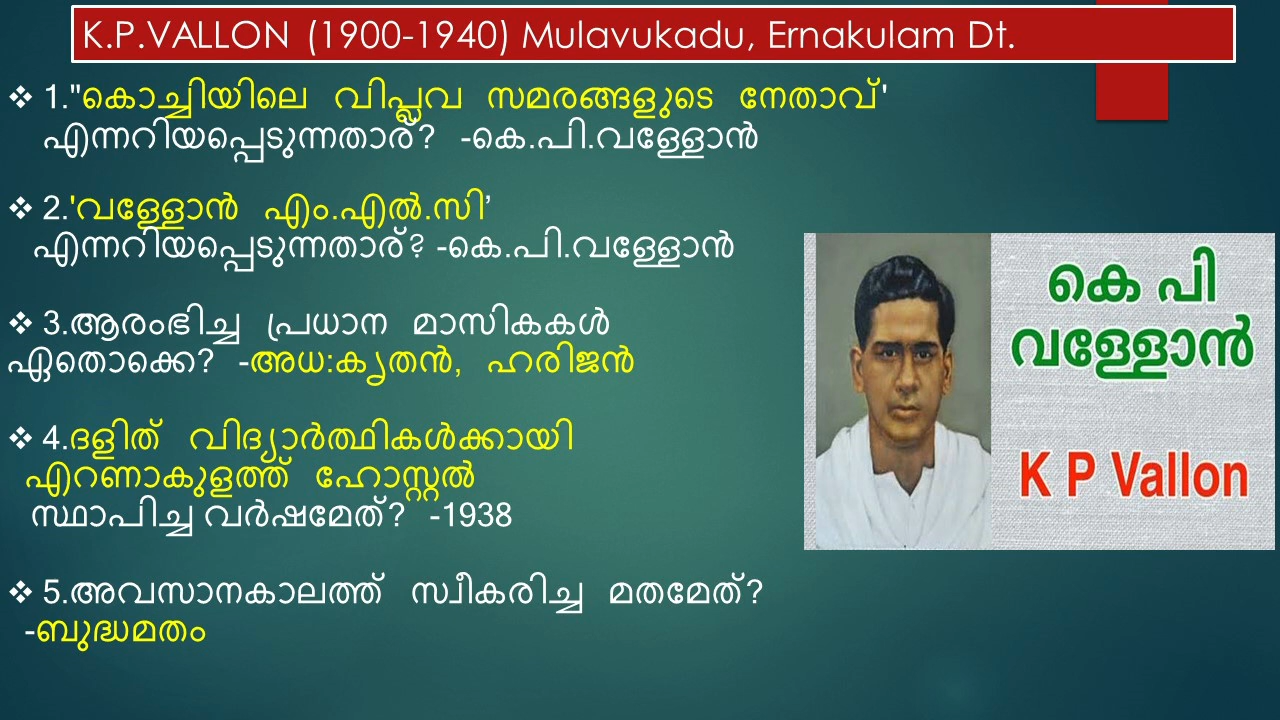 K.P.VALLON (1900-1940) Mulavukadu, Ernakulam Dt.
❖ 1."കൊച്ചിയിലെ വിപ്ലവ സമരങ്ങളുടെ നേതാവ്'
എന്നറിയപ്പെടുന്നതാര്? -കെ.പി.വള്ളോൻ
❖ 2.'വള്ളോൻ എം.എൽ.സി’
എന്നറിയപ്പെടുന്നതാര്? -കെ.പി.വള്ളോൻ
❖ 3.ആരംഭിച്ച പ്രധാന മാസികകൾ
ഏതൊക്കെ? -അധ:കൃതൻ, ഹരിജൻ
❖ 4.ദളിത് വിദ്യാർത്ഥികൾക്കായി
എറണാകുളത്ത് ഹോസ്റ്റൽ
സ്ഥാപിച്ച വർഷമേത്? -1938
❖ 5.അവസാനകാലത്ത് സ്വീകരിച്ച മതമേത്?
-ബുദ്ധമതം
കെ പി
വള്ളോൻ
K P Vallon